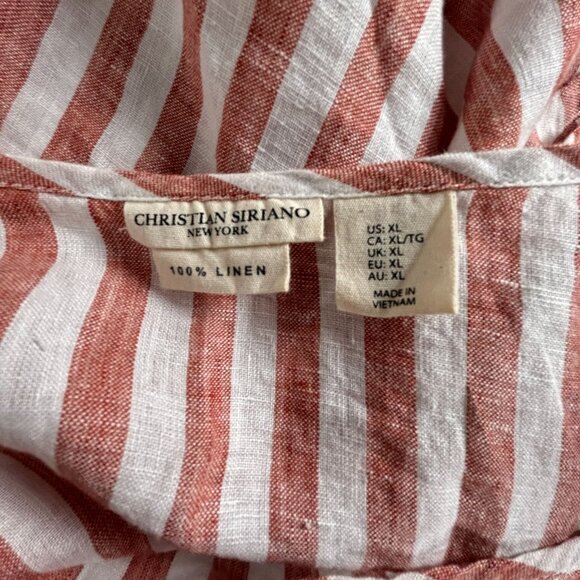 CHRISTIAN SIRIANO
NEW YORK
100% LINEN
US: XL
CA: XL/TG
UK: XL
EU: XL
AU: XL
MADE IN
VIETNAM